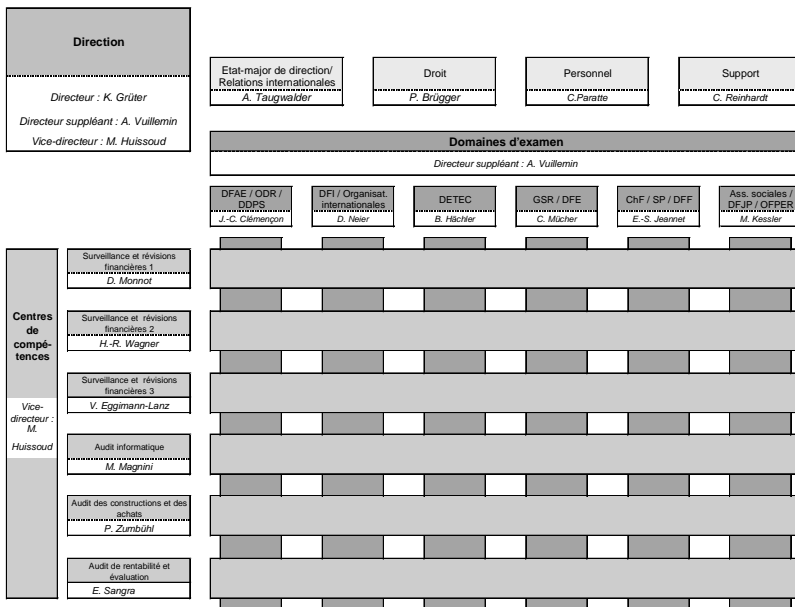 Direction
Directeur : K. Grüter
Directeur suppléant : A. Vuillemin
Vice-directeur : M. Huissoud
Etat-major de direction/
Relations internationales
A. Taugwalder
Droit
P. Brügger
Personnel
C.Paratte
Support
C. Reinhardt
Domaines d'examen
Directeur suppléant : A. Vuillemin
DFAE / ODR /
DDPS
J.-C. Clémençon
DFI / Organisat.
internationales
D. Neier
DETEC
B. Hächler
GSR / DFE
C. Mücher
ChF / SP / DFF
E.-S. Jeannet
Ass. sociales /
DFJP / OFPER
M. Kessler
Centres
de
compé-
tences
Vice-
directeur :
M.
Huissoud
Surveillance et révisions
financières 1
D. Monnot
Surveillance et révisions
financières 2
H.-R. Wagner
Surveillance et révisions
financières 3
V. Eggimann-Lanz
Audit informatique
M. Magnini
Audit des constructions et des
achats
P. Zumbühl
Audit de rentabilité et
évaluation
E. Sangra